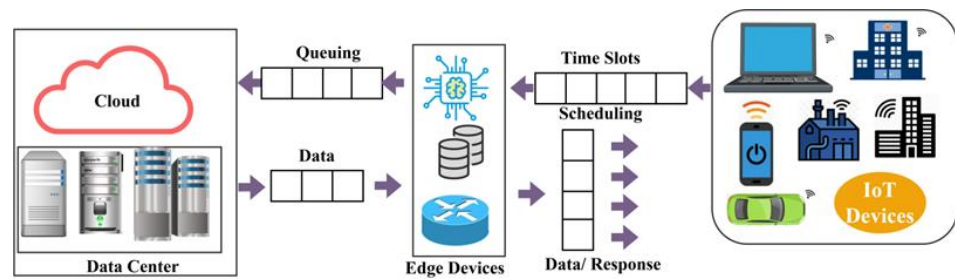 Queuing
Time Slots
Cloud
Scheduling
Data
IoT
Devices
Data Center
Edge Devices
Data/ Response